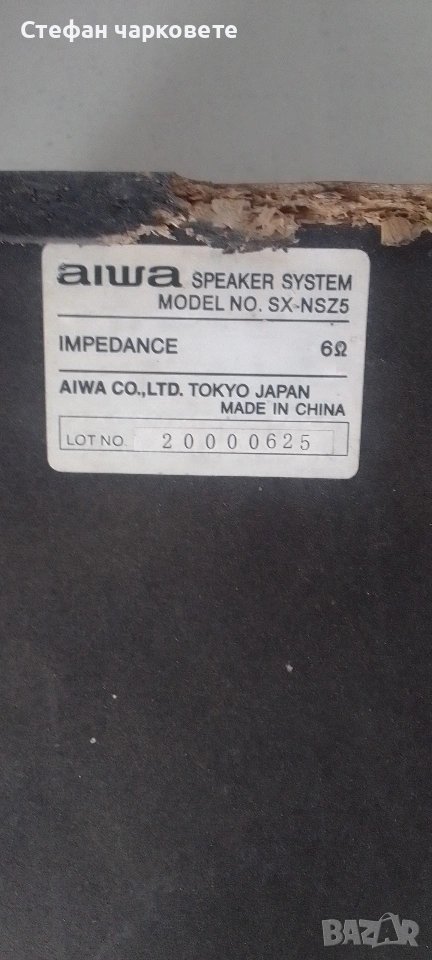 Стефан чарковете
aiwa SPEAKER SYSTEM
MODEL NO. SX-NSZ5
IMPEDANCE 6Ω
AIWA CO.,LTD. TOKYO JAPAN
MADE IN CHINA
LOT NO. 20000625
BAZAR